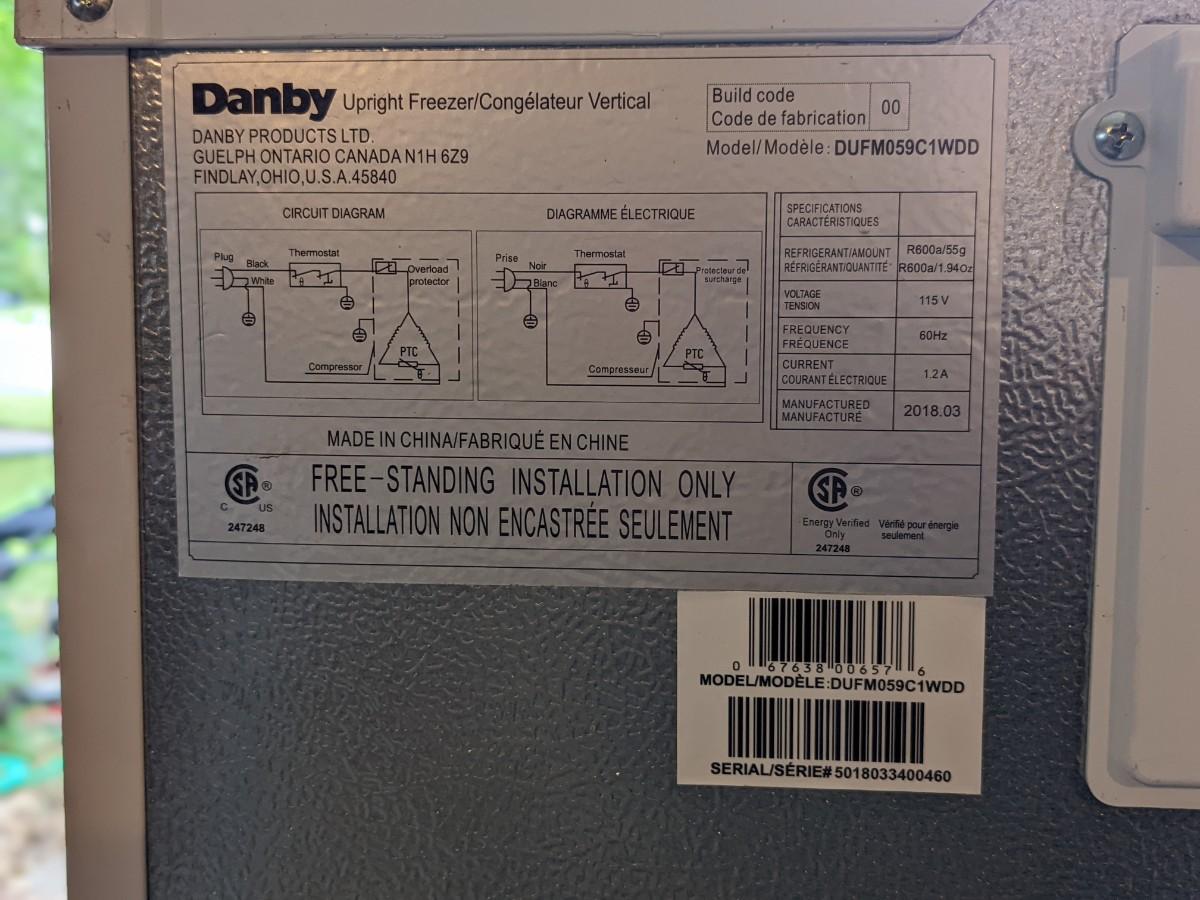 Danby Upright Freezer/Congélateur Vertical
DANBY PRODUCTS LTD.
GUELPH ONTARIO CANADA N1H 6Z9
FINDLAY,OHIO,U.S.A.45840
Build code
Code de fabrication
00
Model/Modèle: DUFM059C1WDD
CIRCUIT DIAGRAM
Plug
Black
White
Thermostat
θ
Overload
protector
PTC
θ
Compressor
DIAGRAMME ÉLECTRIQUE
Prise
Noir
Blanc
Thermostat
θ
Protecteur de
surcharge
PTC
θ
Compresseur
SPECIFICATIONS
CARACTÉRISTIQUES
REFRIGERANT/AMOUNT R600a/55g
RÉFRIGÉRANT/QUANTITÉ R600a/1.94Oz
VOLTAGE
TENSION
115 V
FREQUENCY
FRÉQUENCE
60Hz
CURRENT
COURANT ÉLECTRIQUE
1.2 A
MANUFACTURED
MANUFACTURÉ
2018.03
MADE IN CHINA/FABRIQUÉ EN CHINE
SA ®
C US
247248
FREE-STANDING INSTALLATION ONLY
INSTALLATION NON ENCASTRÉE SEULEMENT
SA ®
Energy Verified
Only
247248
Vérifié pour énergie
seulement
0 67638 00657 6
MODEL/MODÈLE:DUFM059C1WDD
SERIAL/SÉRIE# 5018033400460